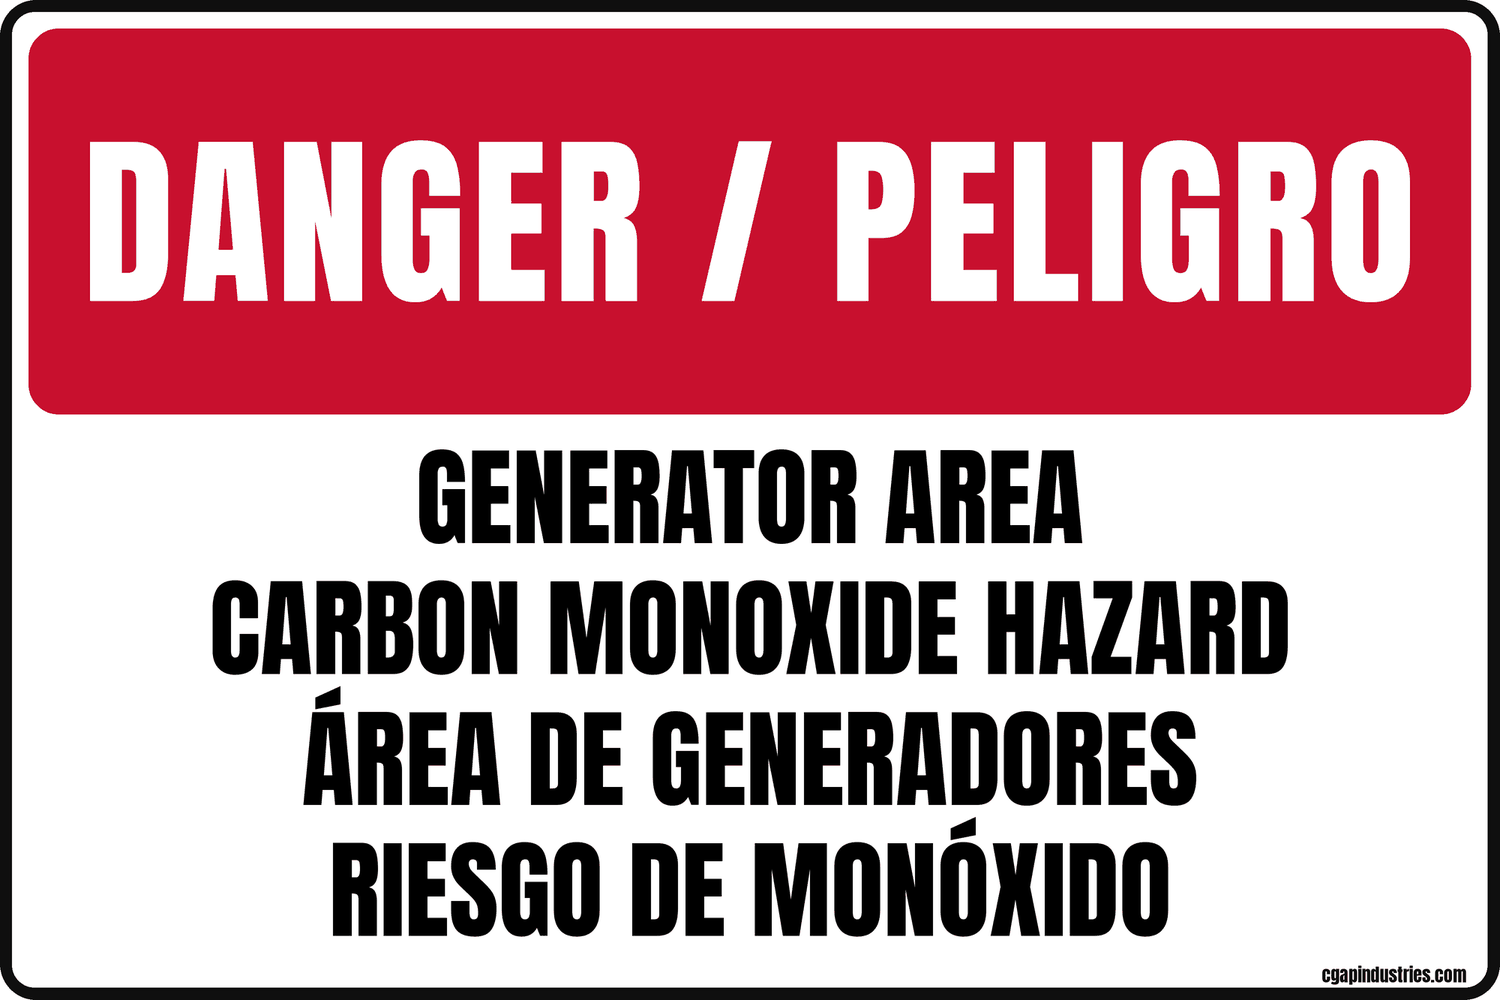 DANGER / PELIGRO
GENERATOR AREA
CARBON MONOXIDE HAZARD
ÁREA DE GENERADORES
RIESGO DE MONÓXIDO
cgapindustries.com